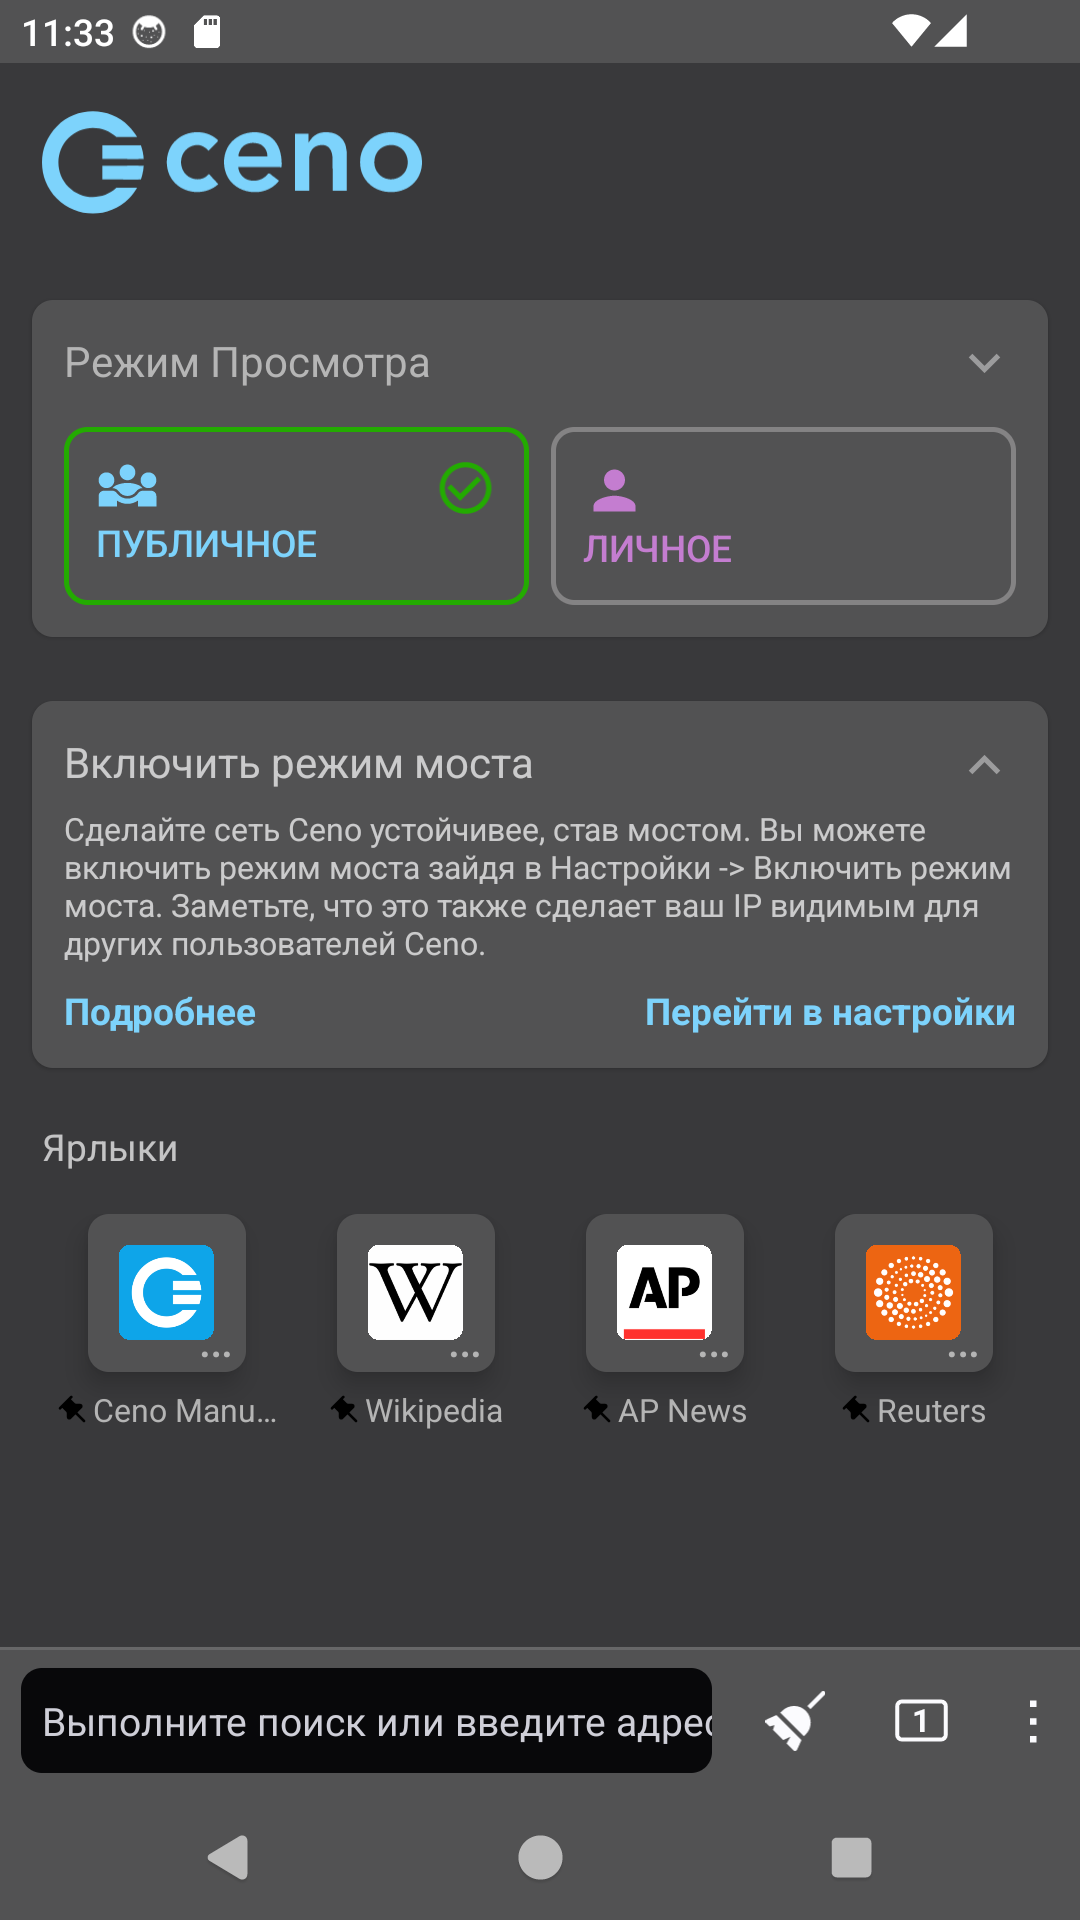 11:33
ceno
Режим Просмотра
ПУБЛИЧНОЕ
ЛИЧНОЕ
Включить режим моста
Сделайте сеть Ceno устойчивее, став мостом. Вы можете
включить режим моста зайдя в Настройки -> Включить режим
моста. Заметьте, что это также сделает ваш IP видимым для
других пользователей Ceno.
Подробнее
Перейти в настройки
Ярлыки
W
AP
Ceno Manu...
Wikipedia
AP News
Reuters
Выполните поиск или введите адрес
1